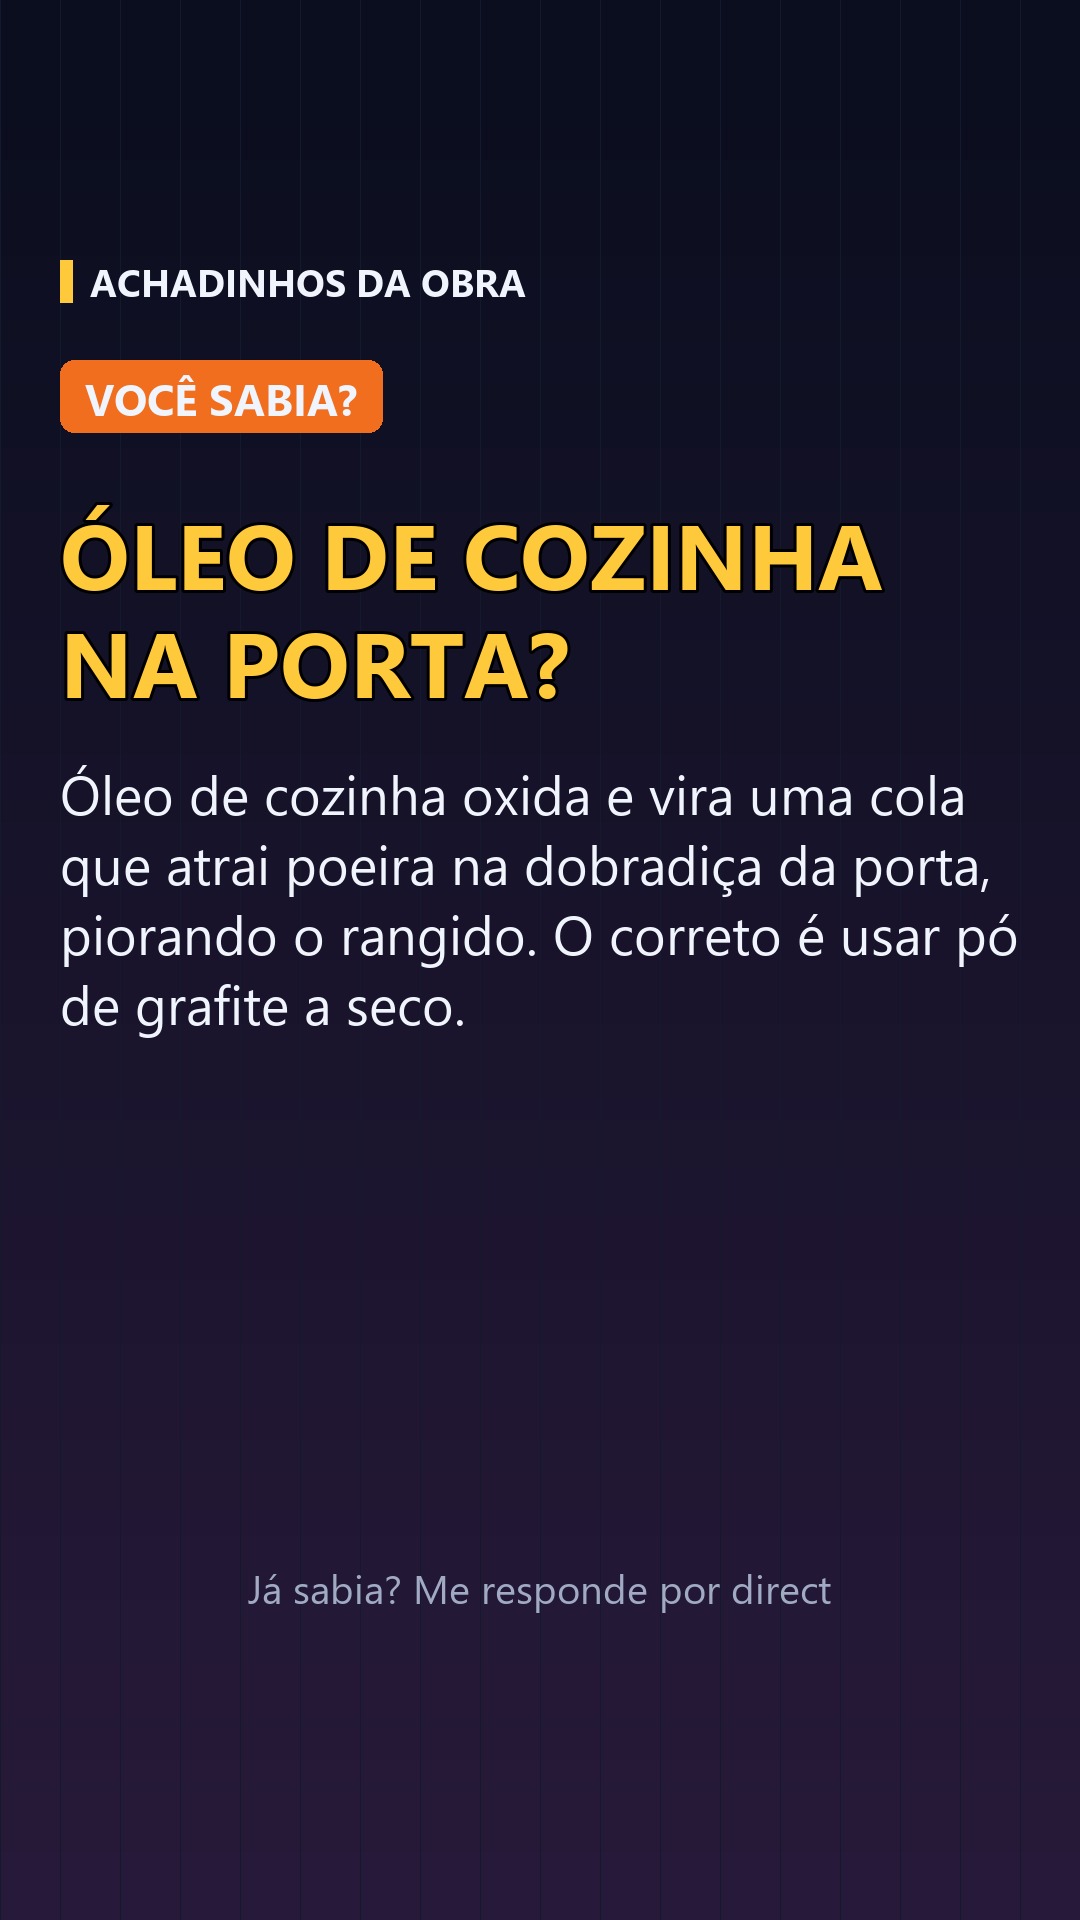 ACHADINHOS DA OBRA
VOCÊ SABIA?
ÓLEO DE COZINHA
NA PORTA?
Óleo de cozinha oxida e vira uma cola
que atrai poeira na dobradiça da porta,
piorando o rangido. O correto é usar pó
de grafite a seco.
Já sabia? Me responde por direct